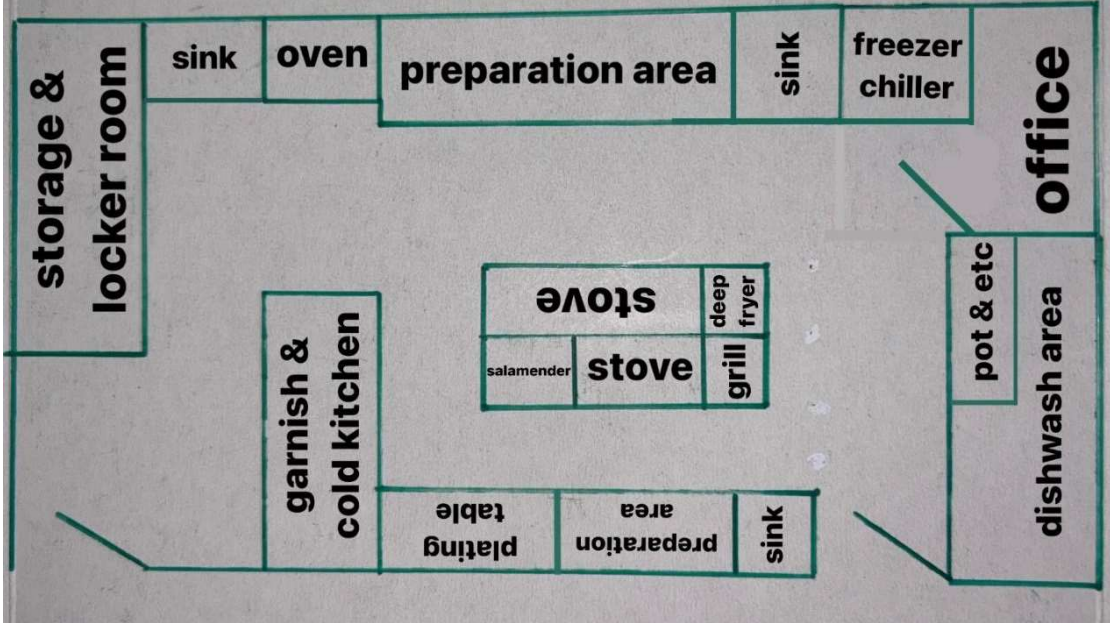 storage &
locker room
sink
oven
preparation area
sink
freezer
chiller
office
stove
deep
fryer
salamender
stove
grill
pot & etc
dishwash area
garnish &
cold kitchen
plating
table
preparation
area
sink